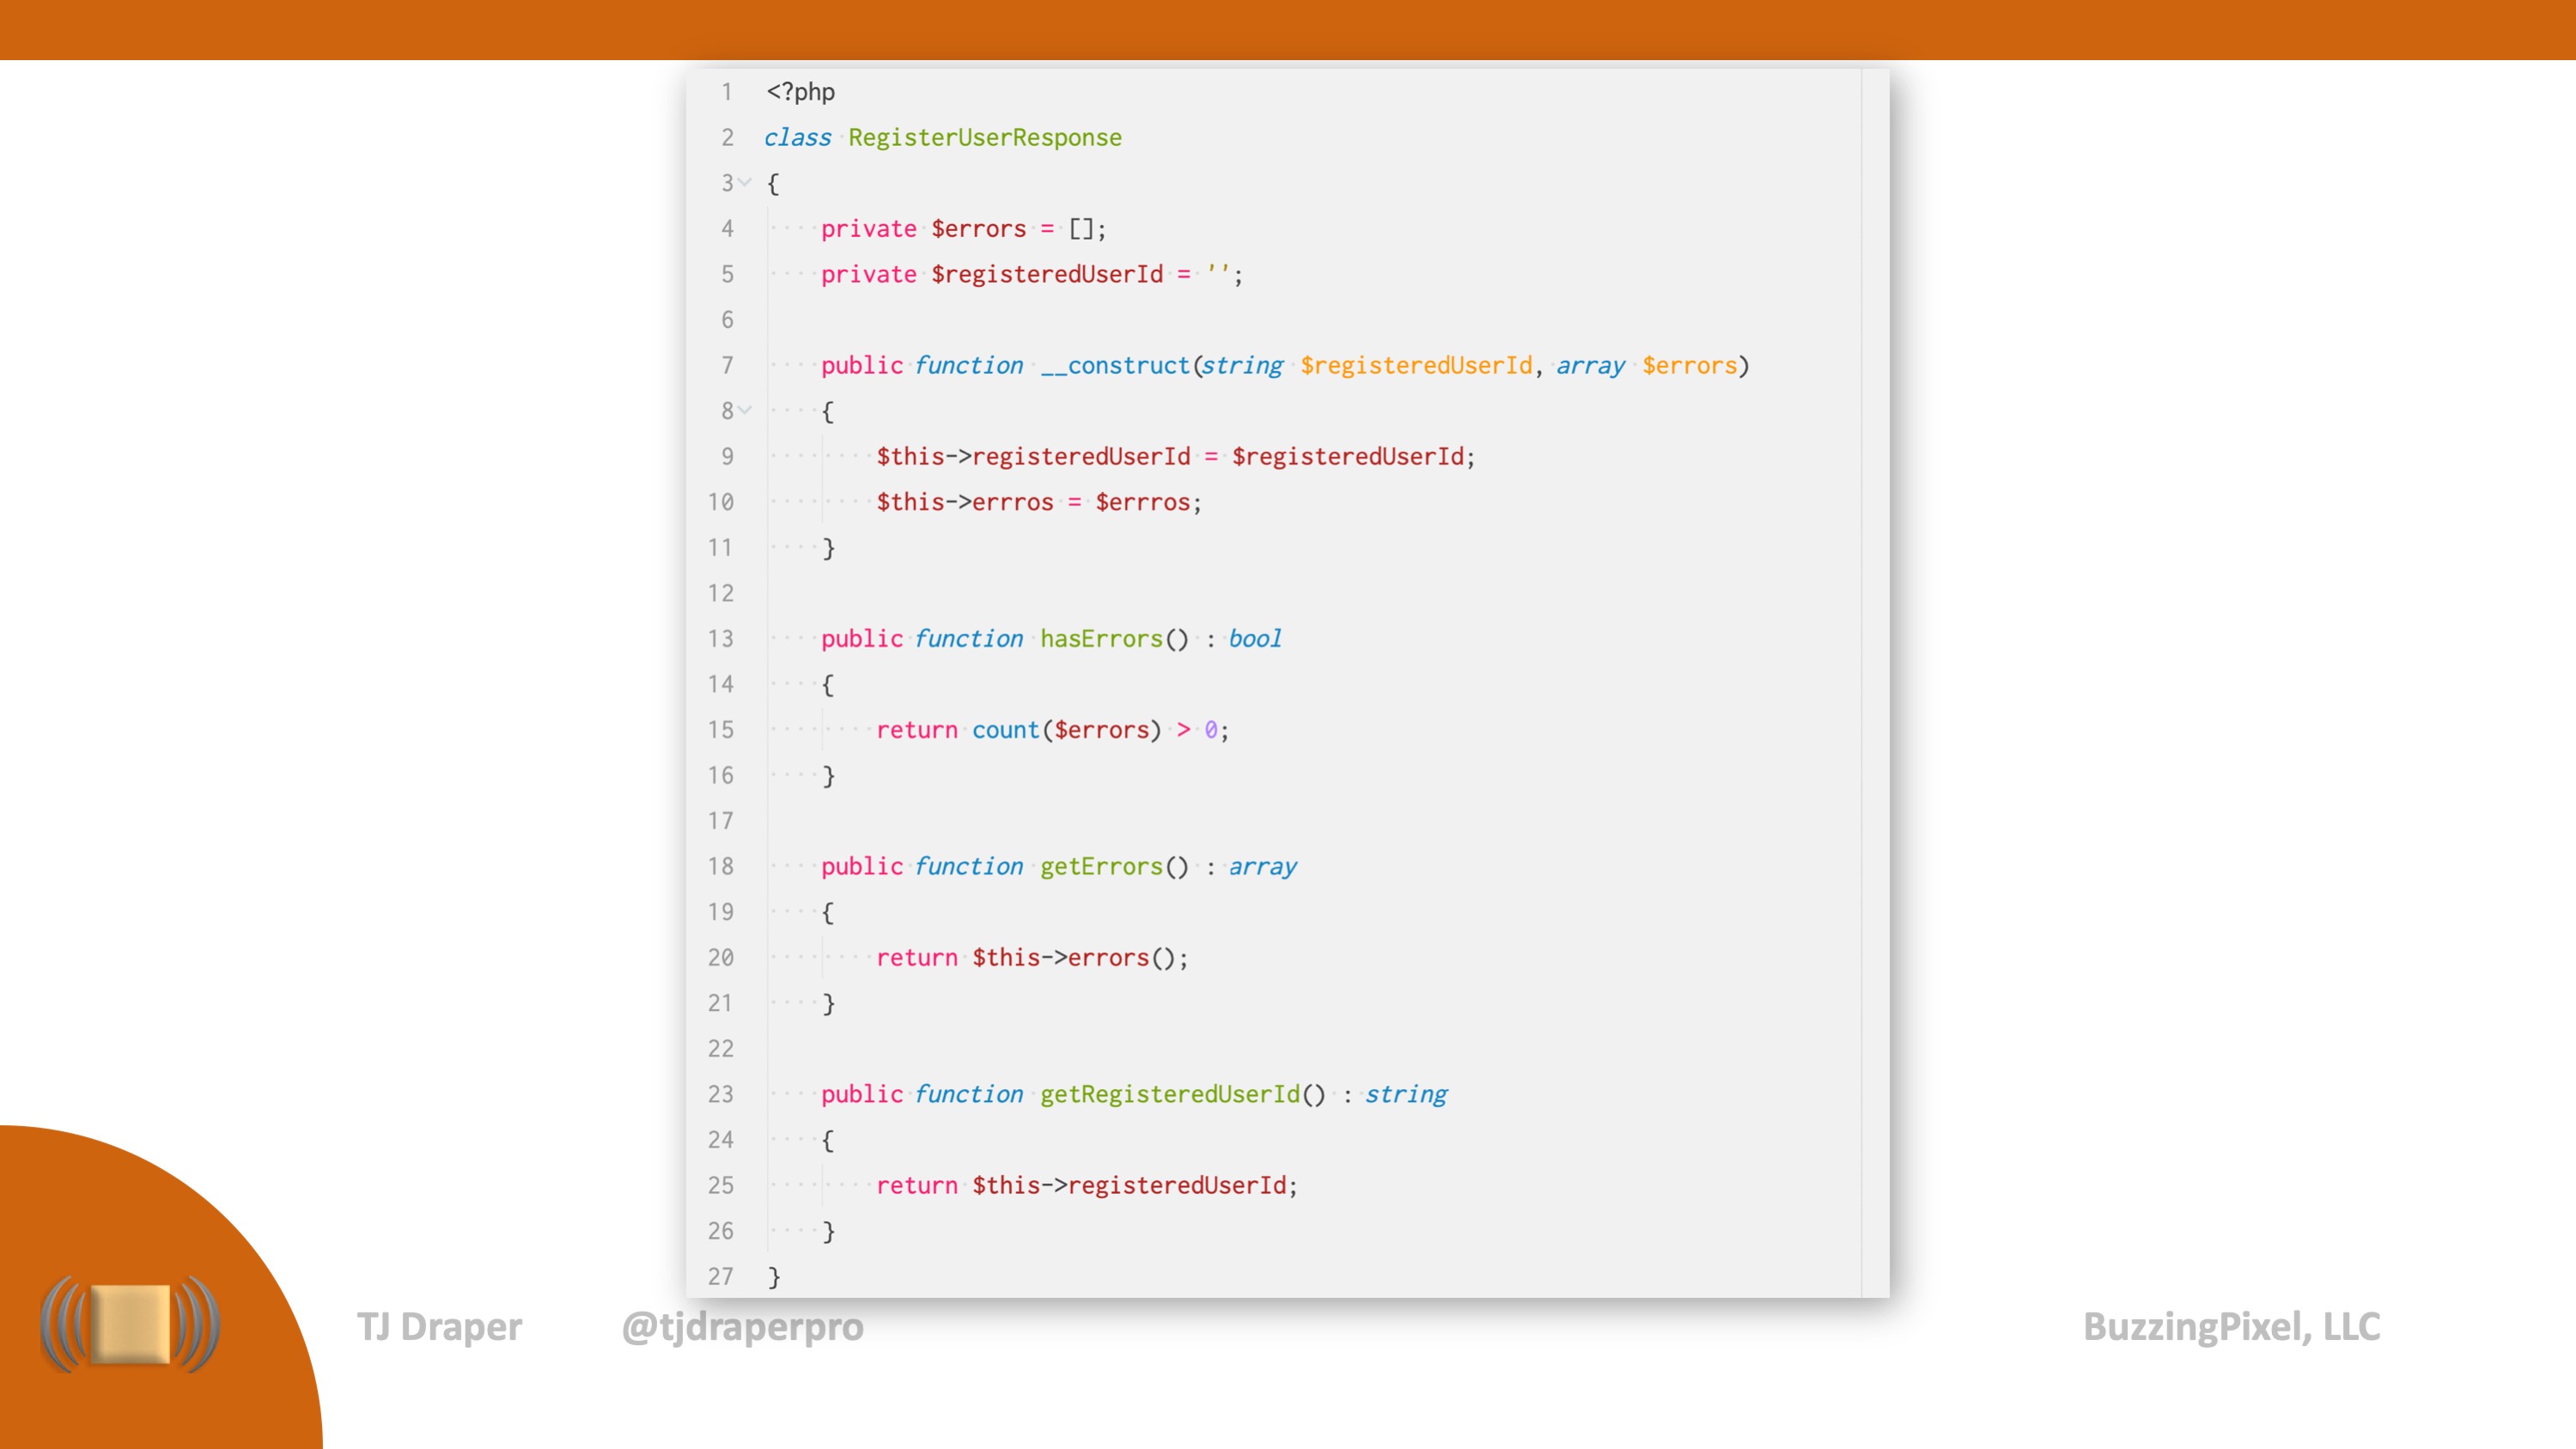 1 <?php
2 class RegisterUserResponse
3 {
4 private $errors = [];
5 private $registeredUserId = '';
6
7 public function __construct(string $registeredUserId, array $errors)
8 {
9 $this->registeredUserId = $registeredUserId;
10 $this->errros = $errros;
11 }
12
13 public function hasErrors() : bool
14 {
15 return count($errors) > 0;
16 }
17
18 public function getErrors() : array
19 {
20 return $this->errors();
21 }
22
23 public function getRegisteredUserId() : string
24 {
25 return $this->registeredUserId;
26 }
27 }
TJ Draper @tjdraperpro BuzzingPixel, LLC